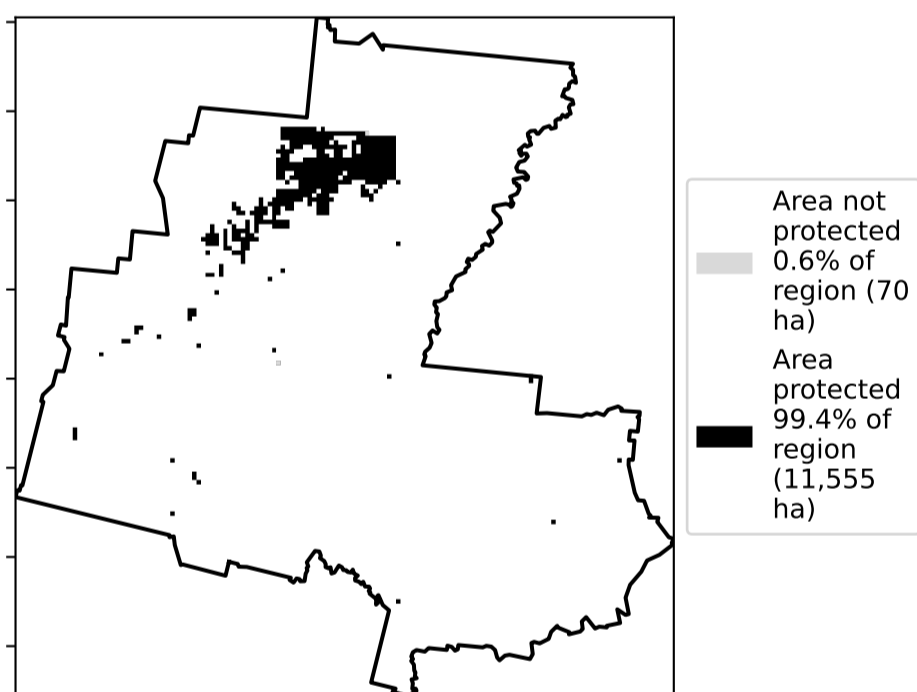 Area not
protected
0.6% of
region (70
ha)
Area
protected
99.4% of
region
(11,555
ha)